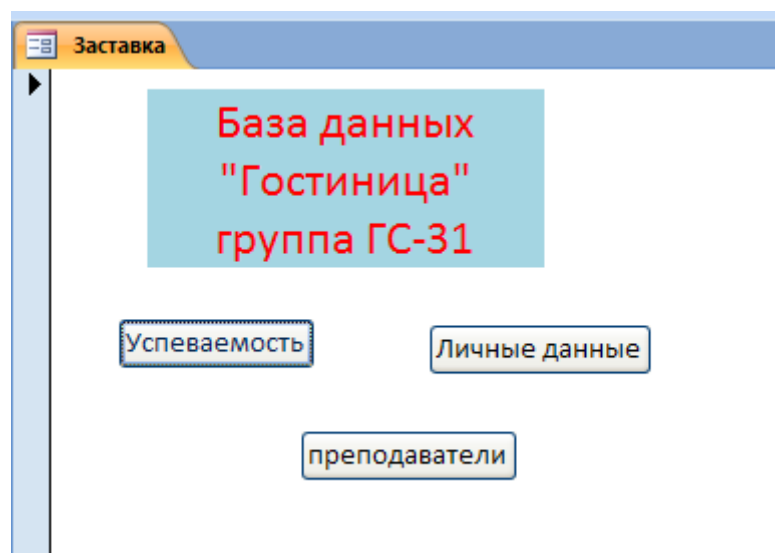 Заставка
База данных
"Гостиница"
группа ГС-31
Успеваемость
Личные данные
преподаватели